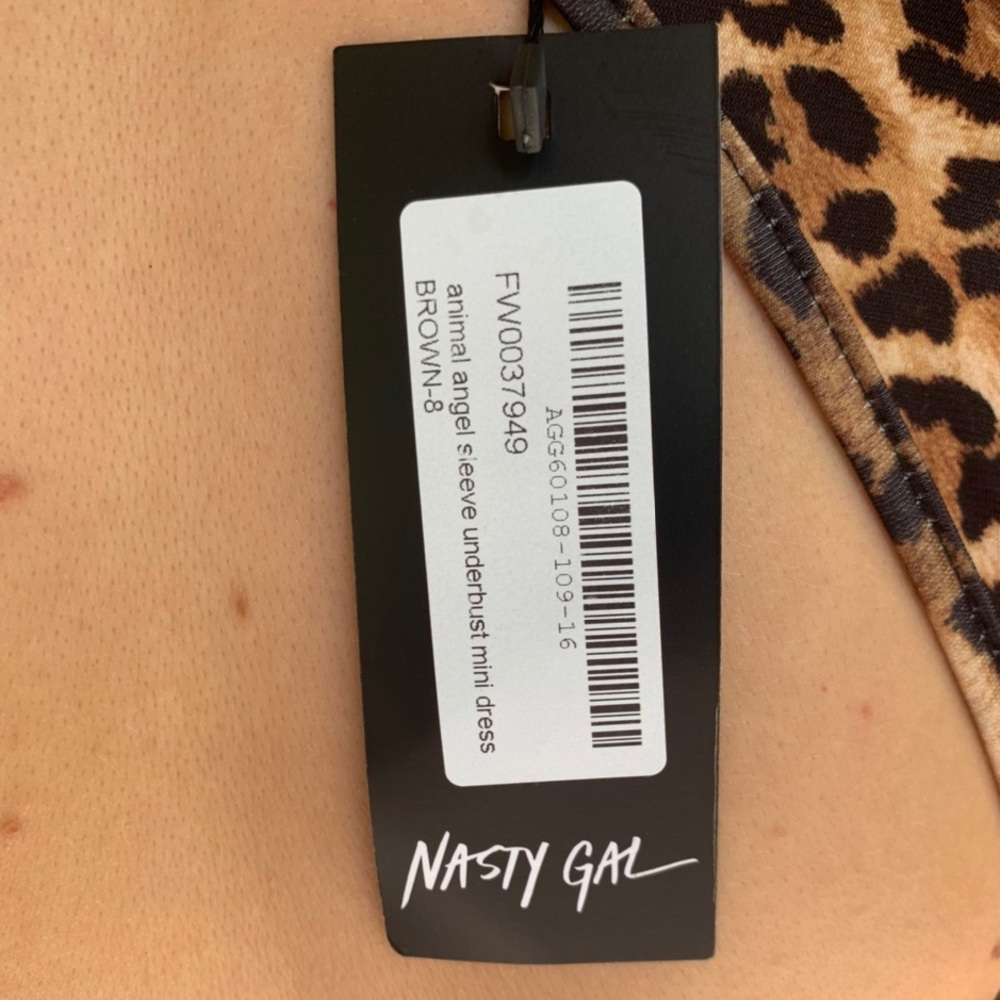 AGG60108-109-16
FW0037949
animal angel sleeve underbust mini dress
BROWN-8
NASTY GAL